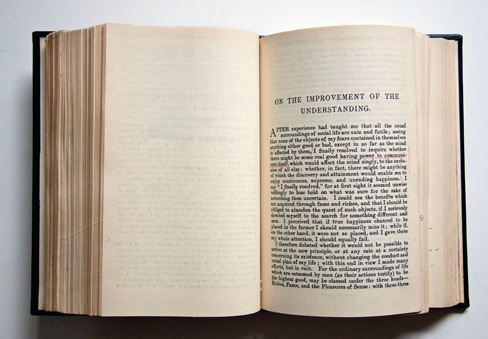 ON THE IMPROVEMENT OF THE
UNDERSTANDING.
AFTER experience had taught me that all the usual
surroundings of social life are vain and futile; seeing
that none of the objects of my fears contained in themselves
anything either good or bad, except in so far as the mind
is affected by them, I finally resolved to inquire whether
there might be some real good having power to communi-
cate itself, which would affect the mind singly, to the exclu-
sion of all else: whether, in fact, there might be anything
of which the discovery and attainment would enable me to
enjoy continuous, supreme, and unending happiness. I
say "I finally resolved," for at first sight it seemed unwise
willingly to lose hold on what was sure for the sake of
something then uncertain. I could see the benefits which
are acquired through fame and riches, and that I should be
obliged to abandon the quest of such objects, if I seriously
devoted myself to the search for something different and
new. I perceived that if true happiness chanced to be
placed in the former I should necessarily miss it; while if,
on the other hand, it were not so placed, and I gave them
my whole attention, I should equally fail.
I therefore debated whether it would not be possible to
arrive at the new principle, or at any rate at a certainty
concerning its existence, without changing the conduct and
usual plan of my life; with this end in view I made many
efforts, but in vain. For the ordinary surroundings of life
which are esteemed by men (as their actions testify) to be
the highest good, may be classed under the three heads—
Riches, Fame, and the Pleasures of Sense: with these three